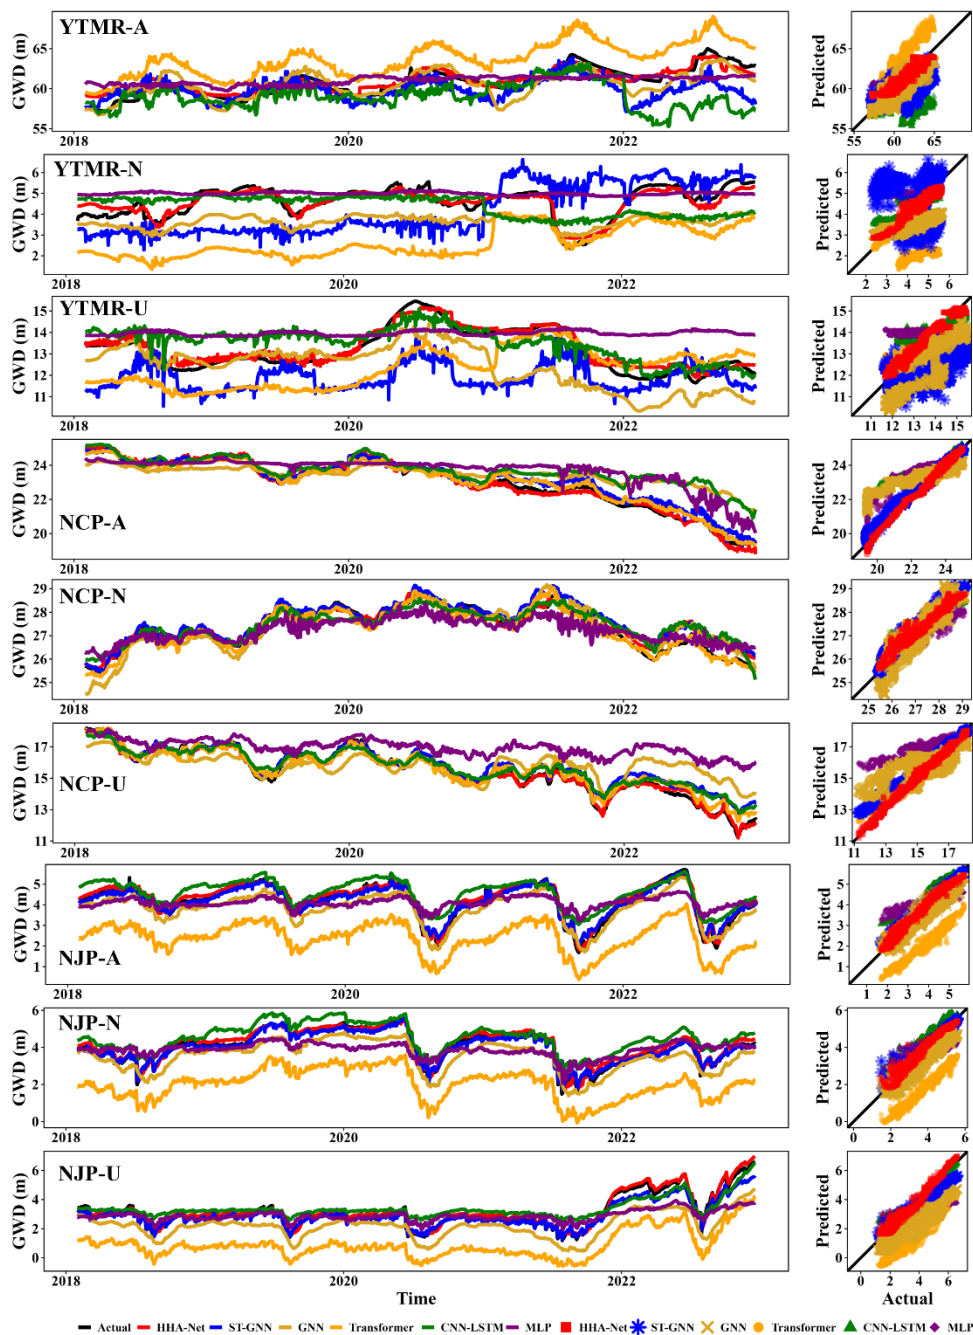 YTMR-A
GWD (m)
65
60
55
2018 2020 2022
Predicted
65
60
55
55 60 65
YTMR-N
GWD (m)
6
5
4
3
2
2018 2020 2022
Predicted
6
5
4
3
2
2 3 4 5 6
YTMR-U
GWD (m)
15
14
13
12
11
2018 2020 2022
Predicted
15
14
13
12
11
11 12 13 14 15
NCP-A
GWD (m)
24
22
20
2018 2020 2022
Predicted
24
22
20
20 22 24
NCP-N
GWD (m)
29
28
27
26
25
2018 2020 2022
Predicted
29
28
27
26
25
25 26 27 28 29
NCP-U
GWD (m)
17
15
13
11
2018 2020 2022
Predicted
17
15
13
11
11 13 15 17
NJP-A
GWD (m)
5
4
3
2
1
2018 2020 2022
Predicted
5
4
3
2
1
1 2 3 4 5
NJP-N
GWD (m)
6
4
2
0
2018 2020 2022
Predicted
6
4
2
0
0 2 4 6
NJP-U
GWD (m)
6
4
2
0
2018 2020 2022
Predicted
6
4
2
0
0 2 4 6
Time Actual
Actual HHA-Net ST-GNN GNN Transformer CNN-LSTM MLP HHA-Net ST-GNN GNN Transformer CNN-LSTM MLP